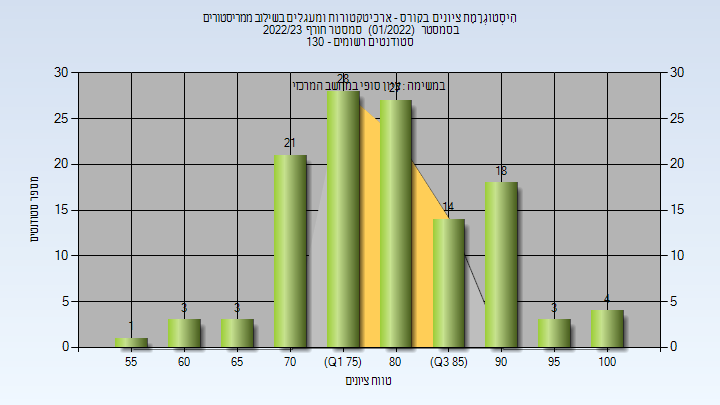 היסטוגרמת ציונים בקורס - ארכיטקטורות ומעגלים בשילוב ממריסטורים
בסמסטר (01/2022) סמסטר חורף 2022/23
סטודנטים רשומים - 130
במשימה : ציון סופי במחשב המרכזי
30 30
25 25
20 20
15 15
10 10
5 5
0 0
1 3 3 21 28 27 14 18 3 4
55 60 65 70 (Q1 75) 80 (Q3 85) 90 95 100
מספר סטודנטים
טווח ציונים